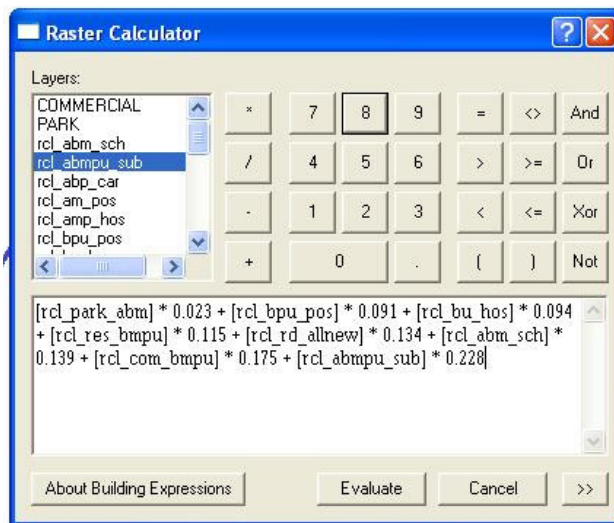 Raster Calculator
Layers:
COMMERCIAL
PARK
rcl_abm_sch
rcl_abmpu_sub
rcl_abp_car
rcl_am_pos
rcl_amp_hos
rcl_bpu_pos
* 7 8 9 = <> And
/ 4 5 6 > >= Or
- 1 2 3 < <= Xor
+ 0 . ( ) Not
[rcl_park_abm] * 0.023 + [rcl_bpu_pos] * 0.091 + [rcl_bu_hos] * 0.094
+ [rcl_res_bmpu] * 0.115 + [rcl_rd_allnew] * 0.134 + [rcl_abm_sch] *
0.139 + [rcl_com_bmpu] * 0.175 + [rcl_abmpu_sub] * 0.228
About Building Expressions Evaluate Cancel >>